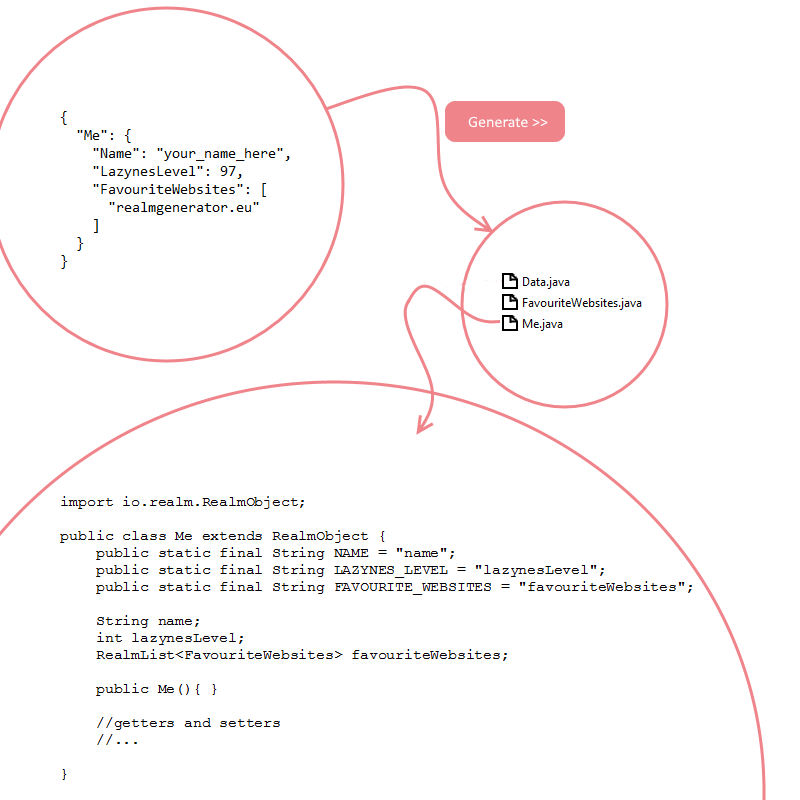 {
"Me": {
"Name": "your_name_here",
"LazynesLevel": 97,
"FavouriteWebsites": [
"realmgenerator.eu"
]
}
}
Generate >>
Data.java
FavouriteWebsites.java
Me.java
import io.realm.RealmObject;
public class Me extends RealmObject {
public static final String NAME = "name";
public static final String LAZYNES_LEVEL = "lazynesLevel";
public static final String FAVOURITE_WEBSITES = "favouriteWebsites";
String name;
int lazynesLevel;
RealmList<FavouriteWebsites> favouriteWebsites;
public Me(){ }
//getters and setters
//...
}